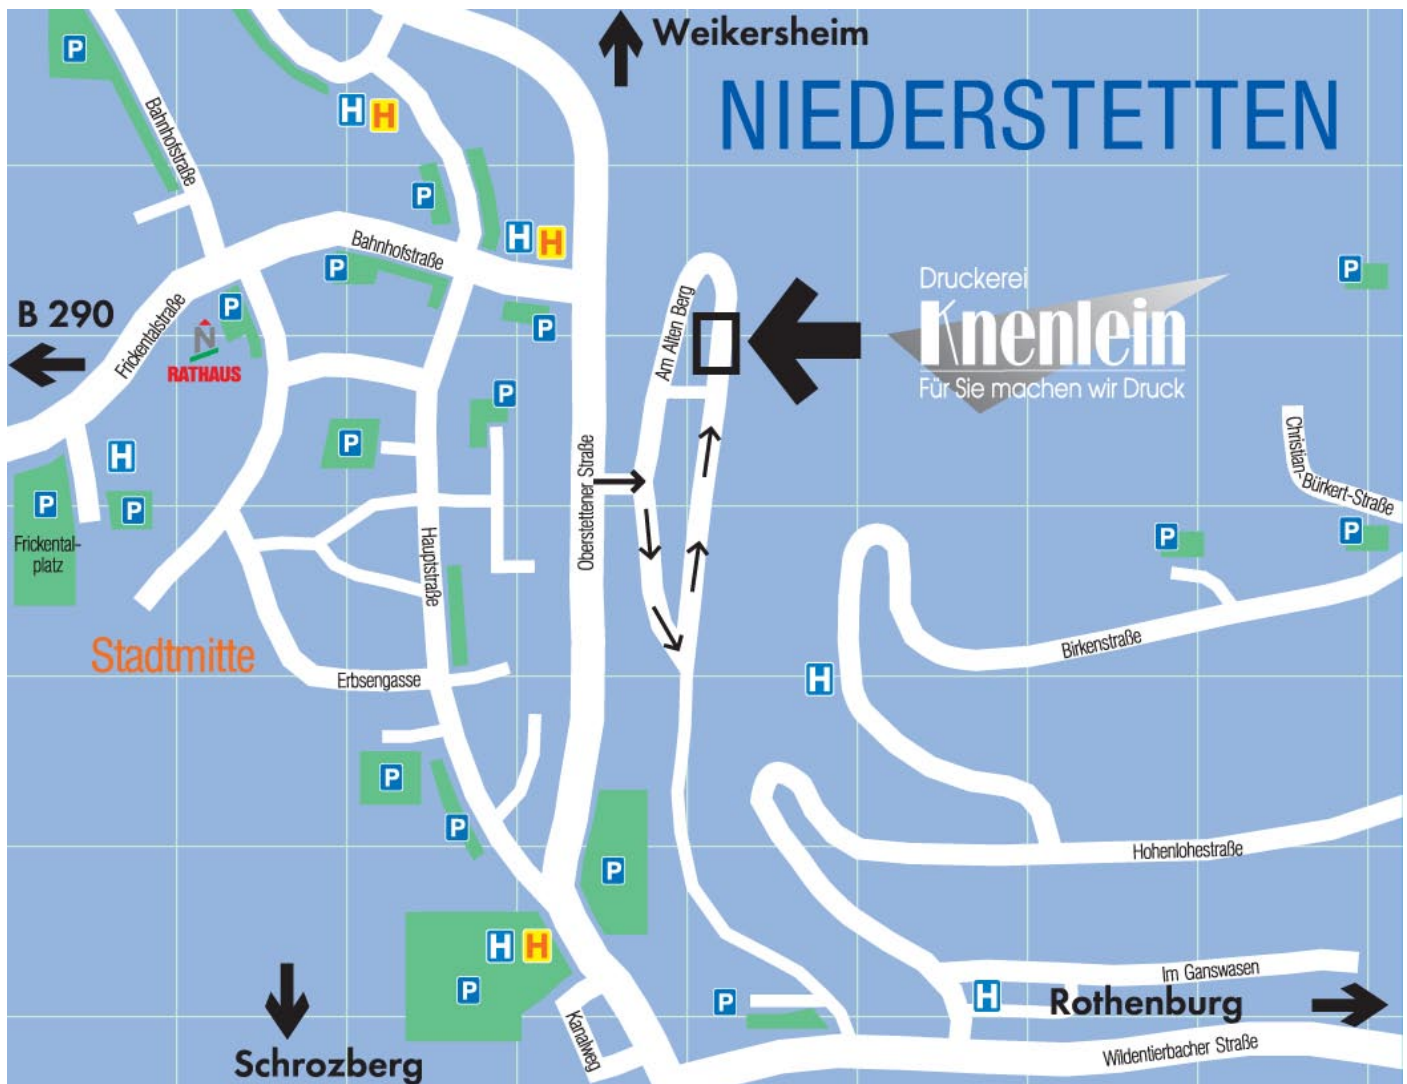 Weikersheim
NIEDERSTETTEN
P
Bahnhofstraße
H H
P
H H
Bahnhofstraße
P
P
Am Alten Berg
Druckerei
Knenlein
Für Sie machen wir Druck
P
B 290
Frickentalstraße
P
N
RATHAUS
P
P
P
H
P
P
Frickental-
platz
Hauptstraße
Oberstettener Straße
Christian-
Bürkert-Straße
P
P
Stadtmitte
Erbsengasse
H
Birkenstraße
P
P
P
Hohenlohestraße
H H
P
P
H
Im Ganswasen
Rothenburg
Kanalweg
Schrozberg
Wildentierbacher Straße